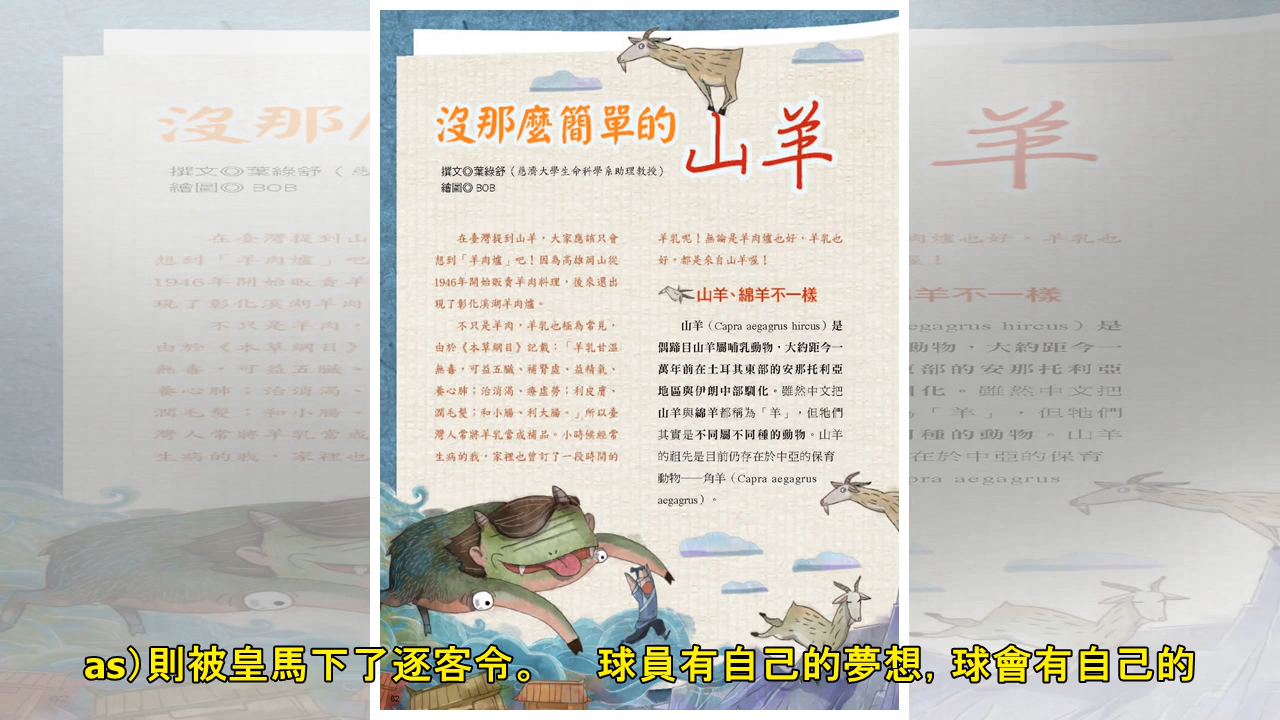 沒那麼簡單的
山羊
撰文◎葉綠舒（慈濟大學生命科學系助理教授）
繪圖◎BOB
在臺灣提到山羊，大家應該只會
想到「羊肉爐」吧！因為高雄岡山從
1946年開始販賣羊肉料理，後來還出
現了彰化溪湖羊肉爐。
不只是羊肉，羊乳也極為常見，
由於《本草綱目》記載：「羊乳甘溫
無毒，可益五臟、補腎虛、益精氣、
養心肺；治消渴、療虛勞；利皮膚、
潤毛髮；和小腸、利大腸。」所以臺
灣人常將羊乳當成補品。小時候經常
生病的我，家裡也曾訂了一段時間的
羊乳呢！無論是羊肉爐也好，羊乳也
好，都是來自山羊喔！
山羊、綿羊不一樣
山羊（Capra aegagrus hircus）是
偶蹄目山羊屬哺乳動物，大約距今一
萬年前在土耳其東部的安那托利亞
地區與伊朗中部馴化。雖然中文把
山羊與綿羊都稱為「羊」，但牠們
其實是不同屬不同種的動物。山羊
的祖先是目前仍存在於中亞的保育
動物——角羊（Capra aegagrus
aegagrus）。
62
as)則被皇馬下了逐客令。 球員有自己的夢想, 球會有自己的